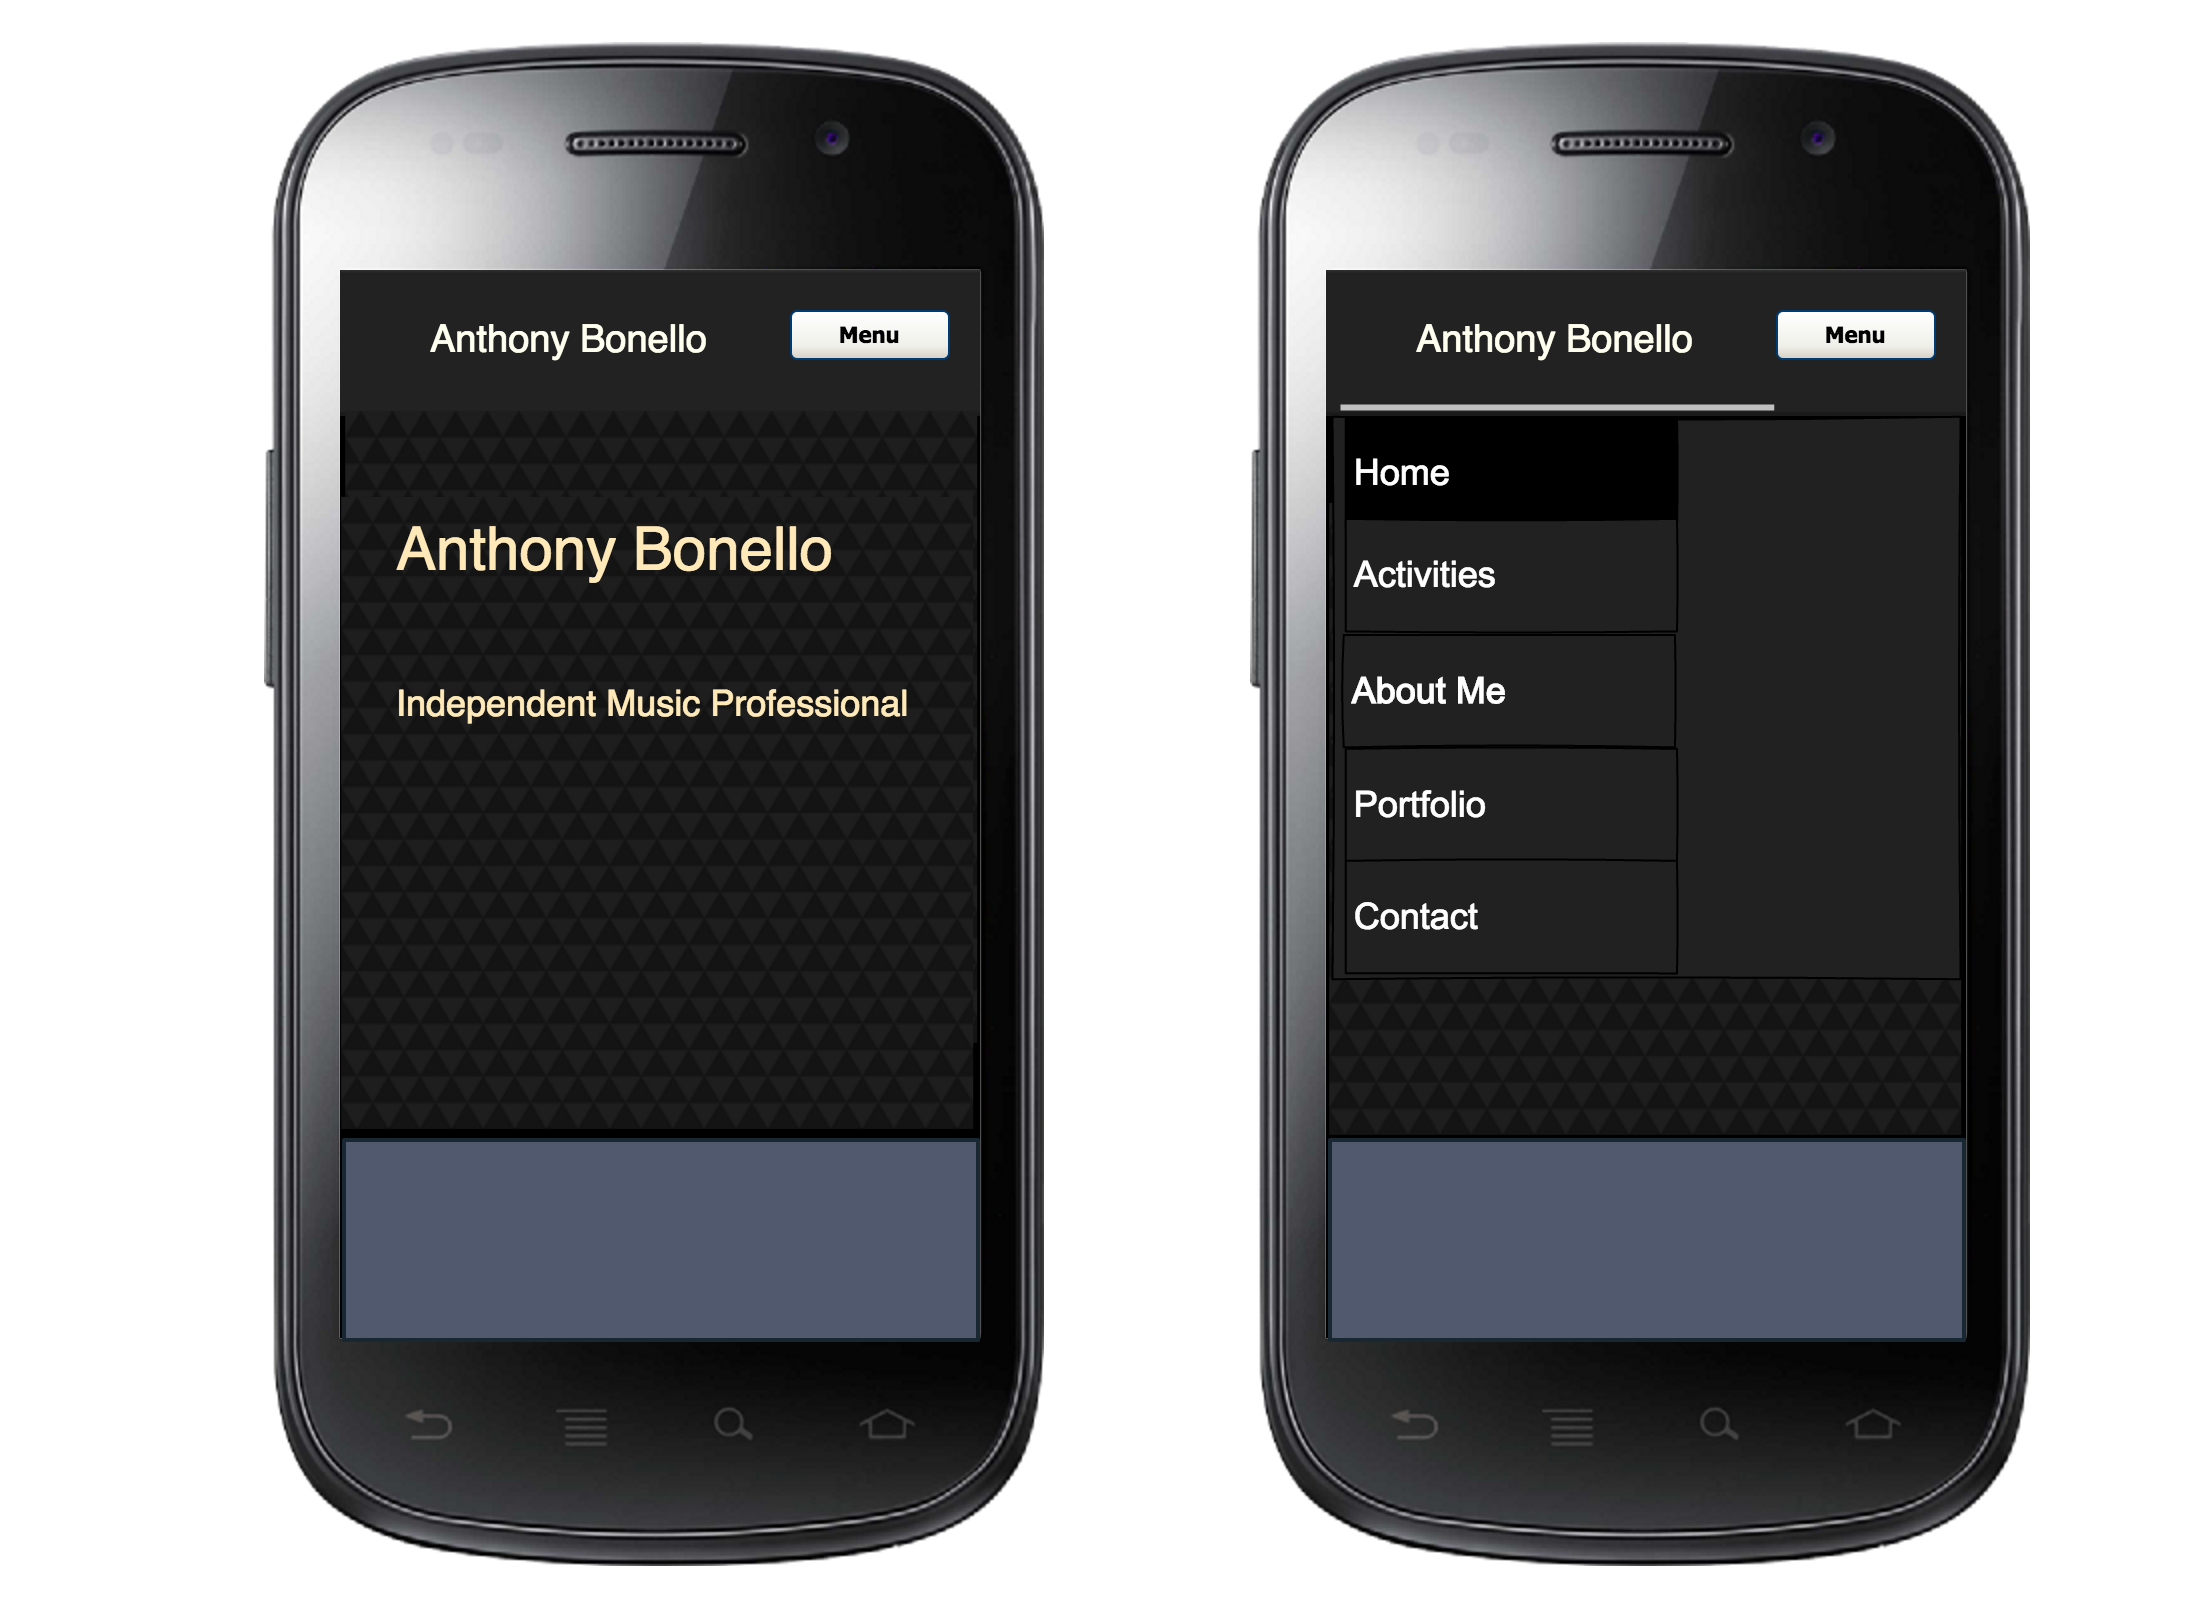 Anthony Bonello
Menu
Anthony Bonello
Independent Music Professional
Anthony Bonello
Menu
Home
Activities
About Me
Portfolio
Contact